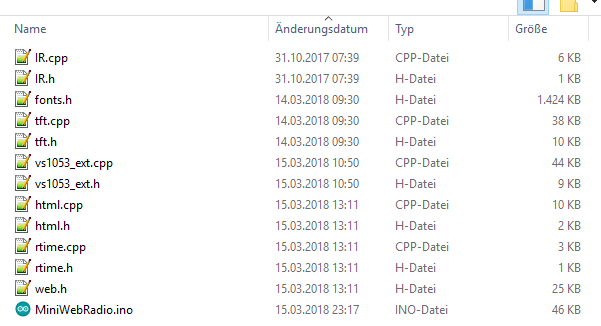 Name Änderungsdatum Typ Größe
IR.cpp 31.10.2017 07:39 CPP-Datei 6 KB
IR.h 31.10.2017 07:39 H-Datei 1 KB
fonts.h 14.03.2018 09:30 H-Datei 1.424 KB
tft.cpp 14.03.2018 09:30 CPP-Datei 38 KB
tft.h 14.03.2018 09:30 H-Datei 10 KB
vs1053_ext.cpp 15.03.2018 10:50 CPP-Datei 44 KB
vs1053_ext.h 15.03.2018 10:50 H-Datei 9 KB
html.cpp 15.03.2018 13:11 CPP-Datei 10 KB
html.h 15.03.2018 13:11 H-Datei 2 KB
rtime.cpp 15.03.2018 13:11 CPP-Datei 3 KB
rtime.h 15.03.2018 13:11 H-Datei 1 KB
web.h 15.03.2018 13:11 H-Datei 25 KB
MiniWebRadio.ino 15.03.2018 23:17 INO-Datei 46 KB